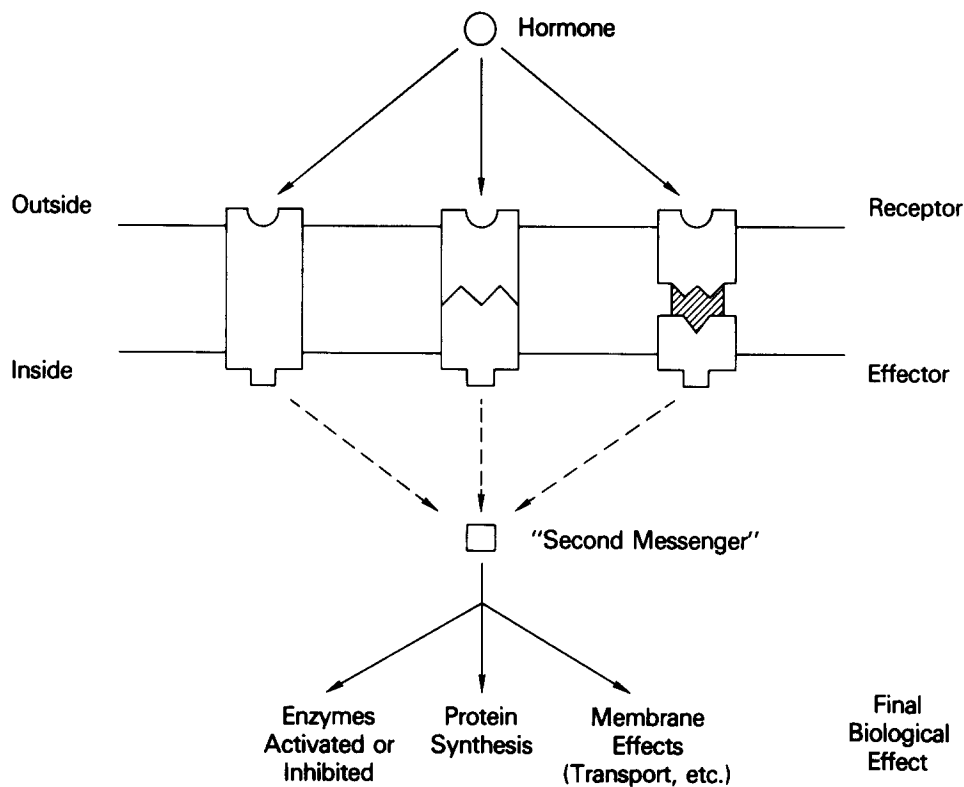 Hormone
Outside
Receptor
Inside
Effector
"Second Messenger"
Enzymes
Activated or
Inhibited
Protein
Synthesis
Membrane
Effects
(Transport, etc.)
Final
Biological
Effect